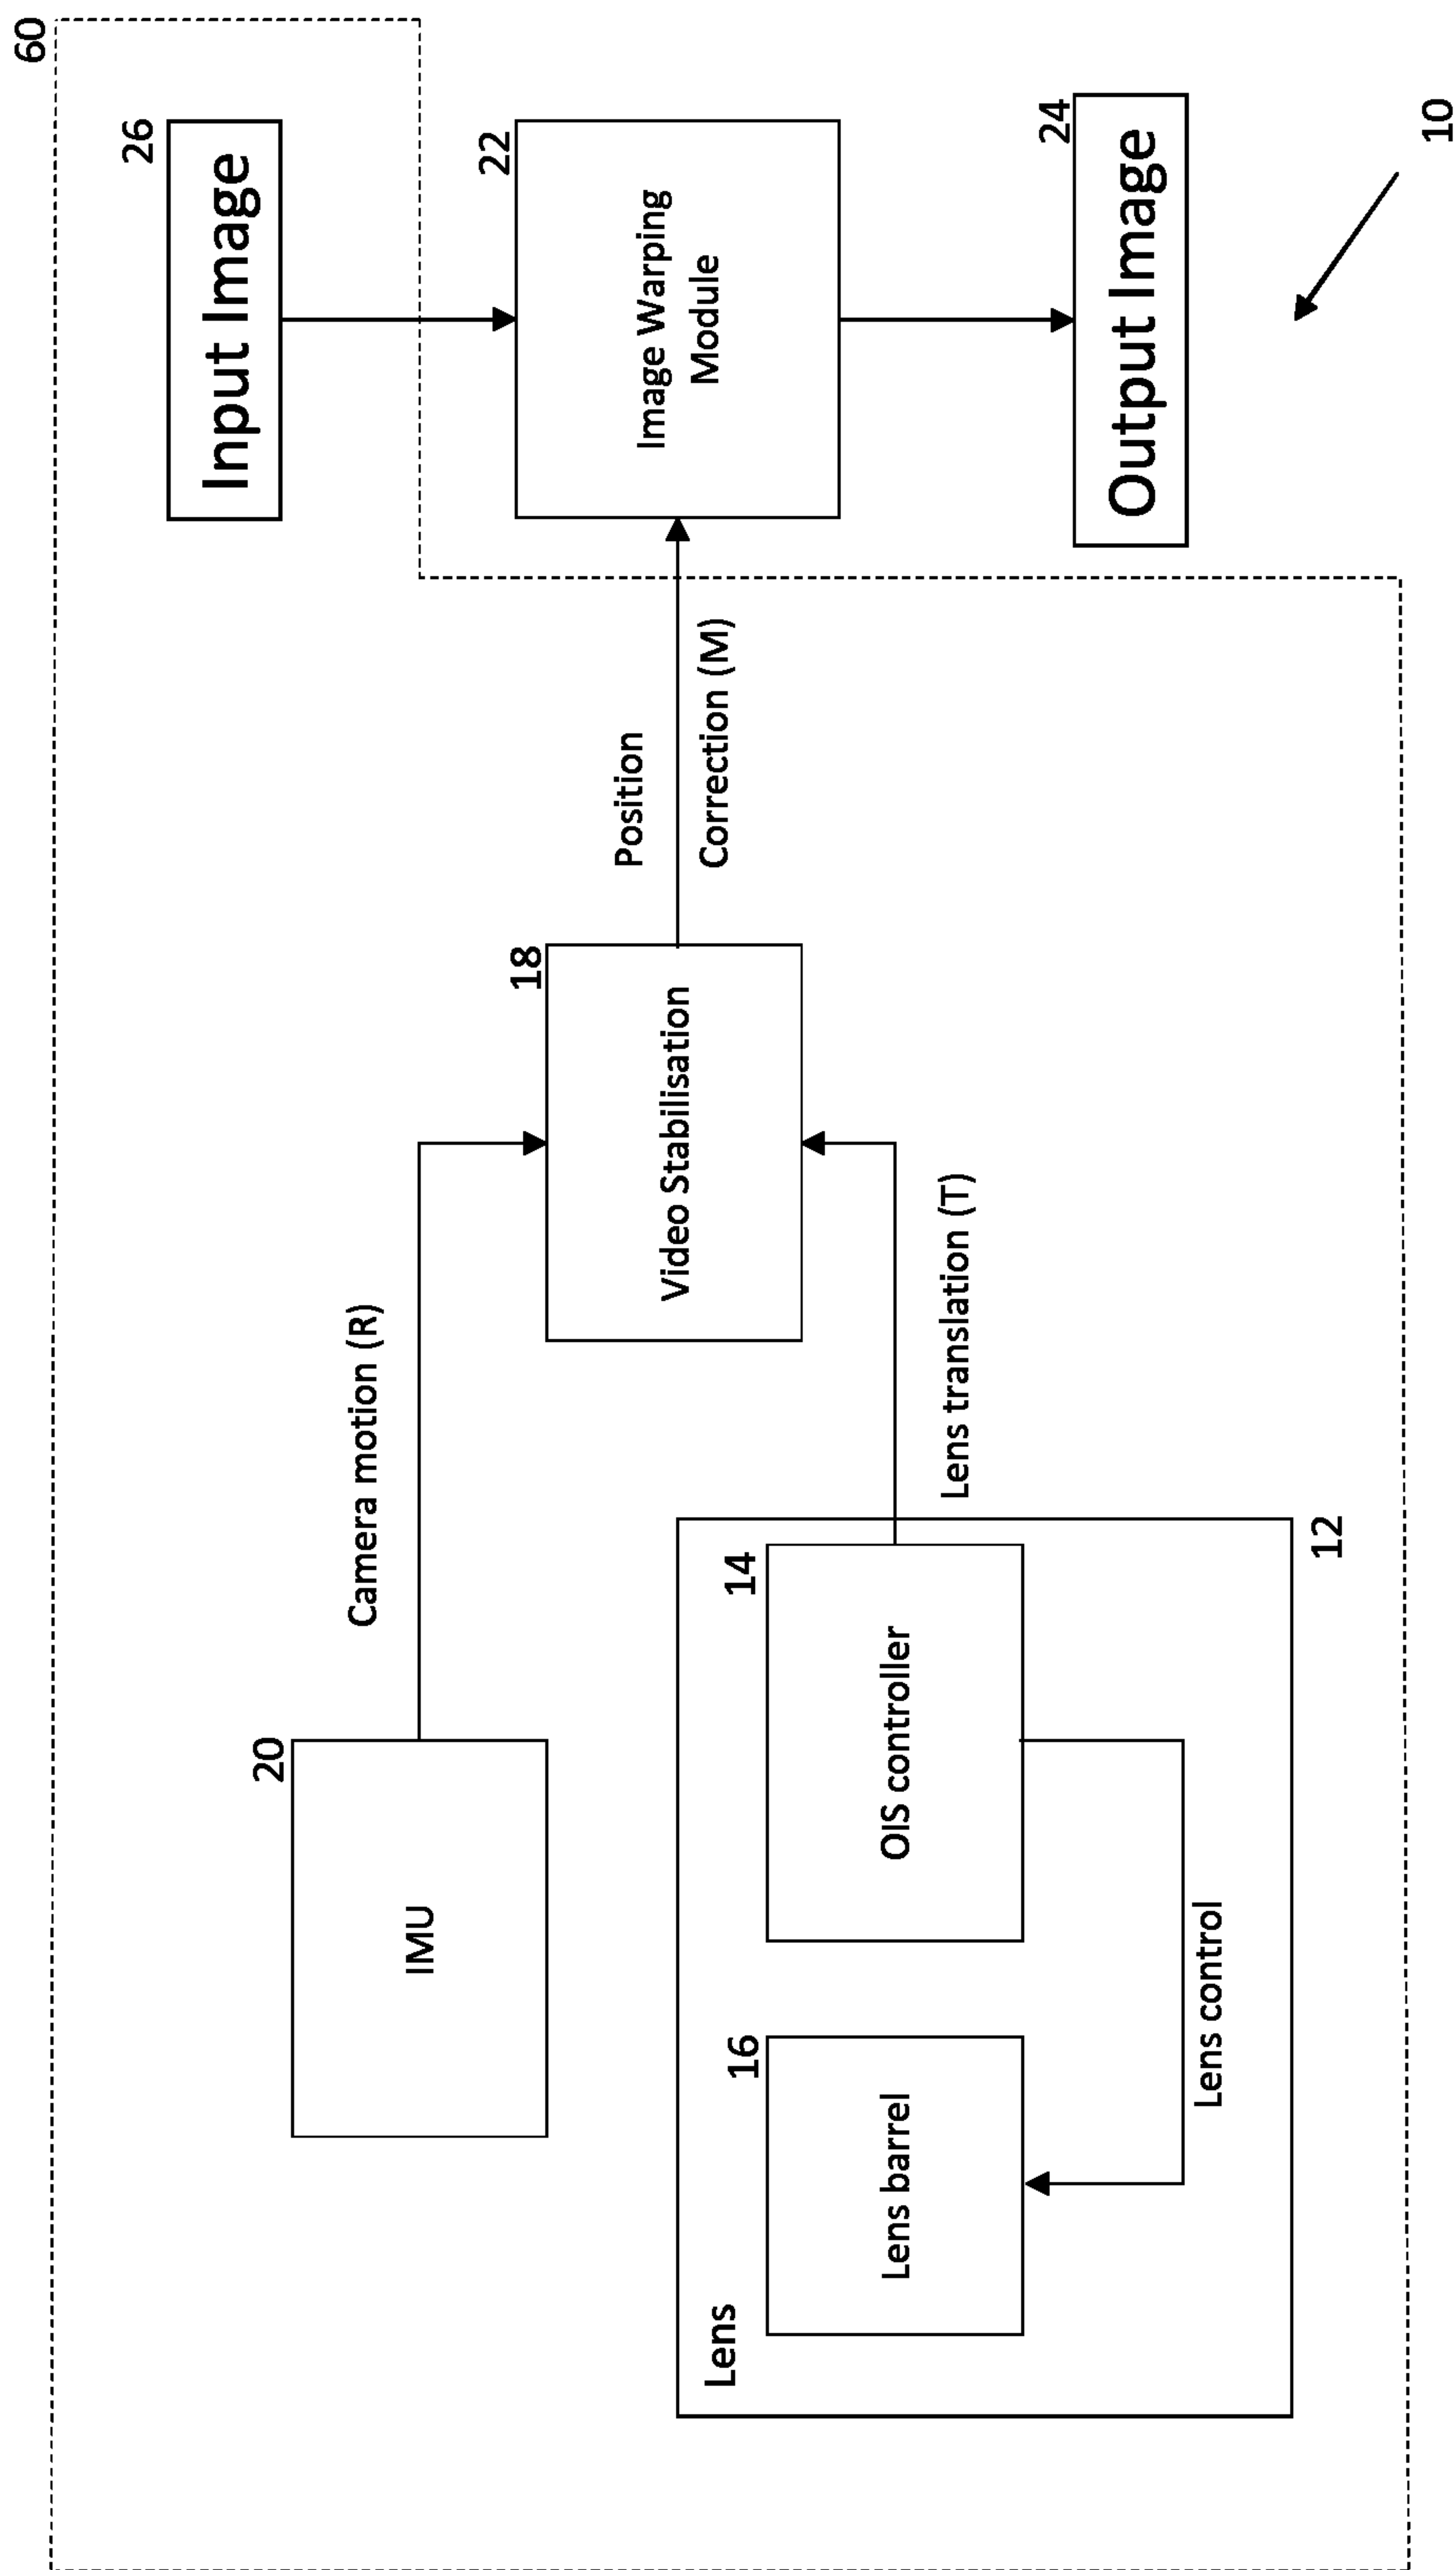 60
26
Input Image
22
Image Warping
Module
24
Output Image
10
Position
Correction (M)
18
Video Stabilisation
Camera motion (R)
Lens translation (T)
20
IMU
12
14
OIS controller
16
Lens barrel
Lens
Lens control